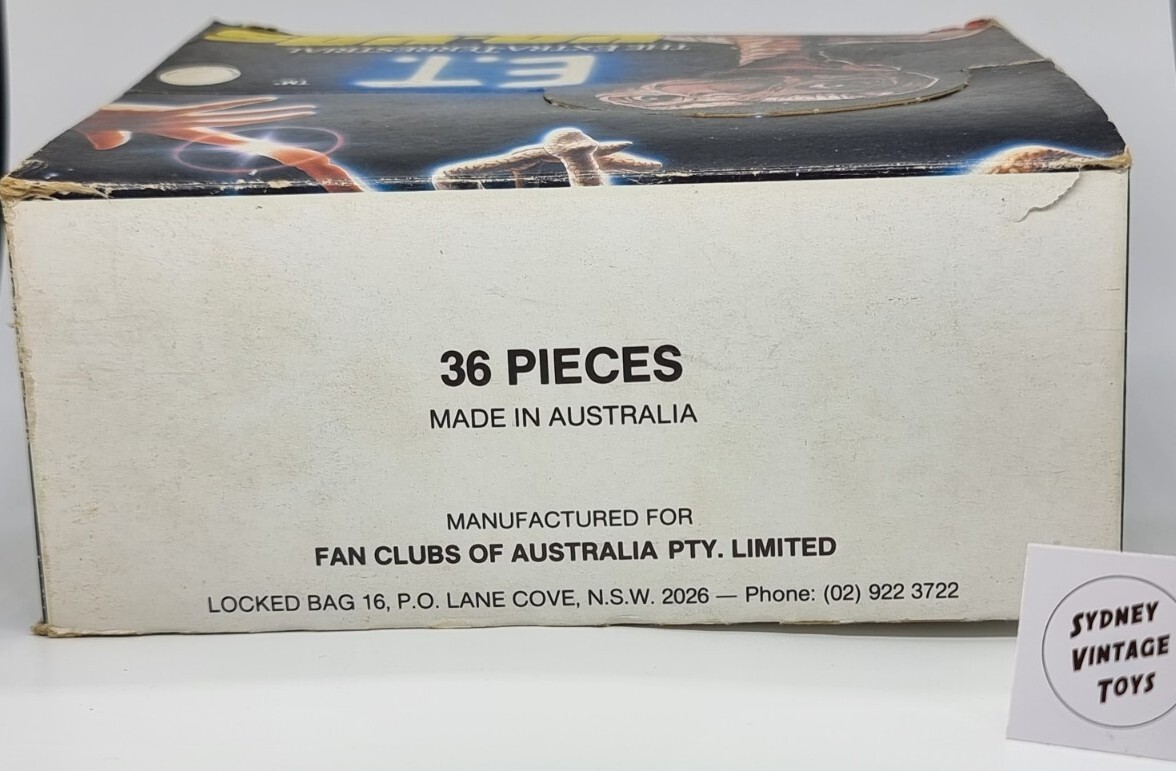 THE EXTRA-TERRESTRIAL
E.T.
™
36 PIECES
MADE IN AUSTRALIA
MANUFACTURED FOR
FAN CLUBS OF AUSTRALIA PTY. LIMITED
LOCKED BAG 16, P.O. LANE COVE, N.S.W. 2026 — Phone: (02) 922 3722
SYDNEY
VINTAGE
TOYS